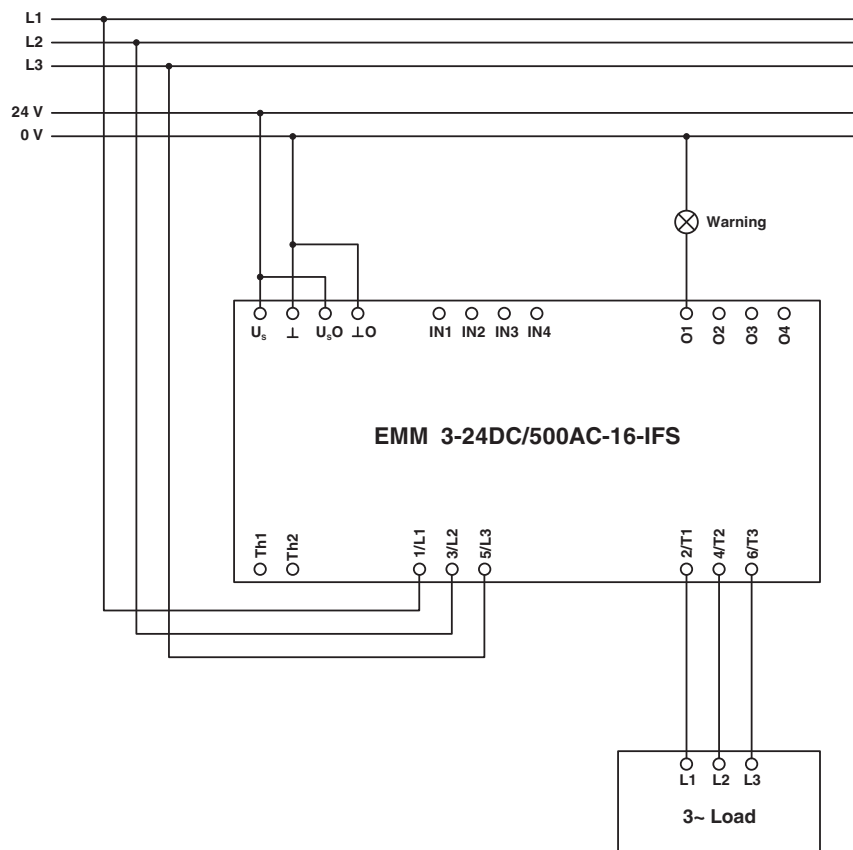 L1
L2
L3
24 V
0 V
Warning
Uₛ ⊥ UₛO ⊥O IN1 IN2 IN3 IN4 O1 O2 O3 O4
EMM 3-24DC/500AC-16-IFS
Th1 Th2 1/L1 3/L2 5/L3 2/T1 4/T2 6/T3
L1 L2 L3
3~ Load